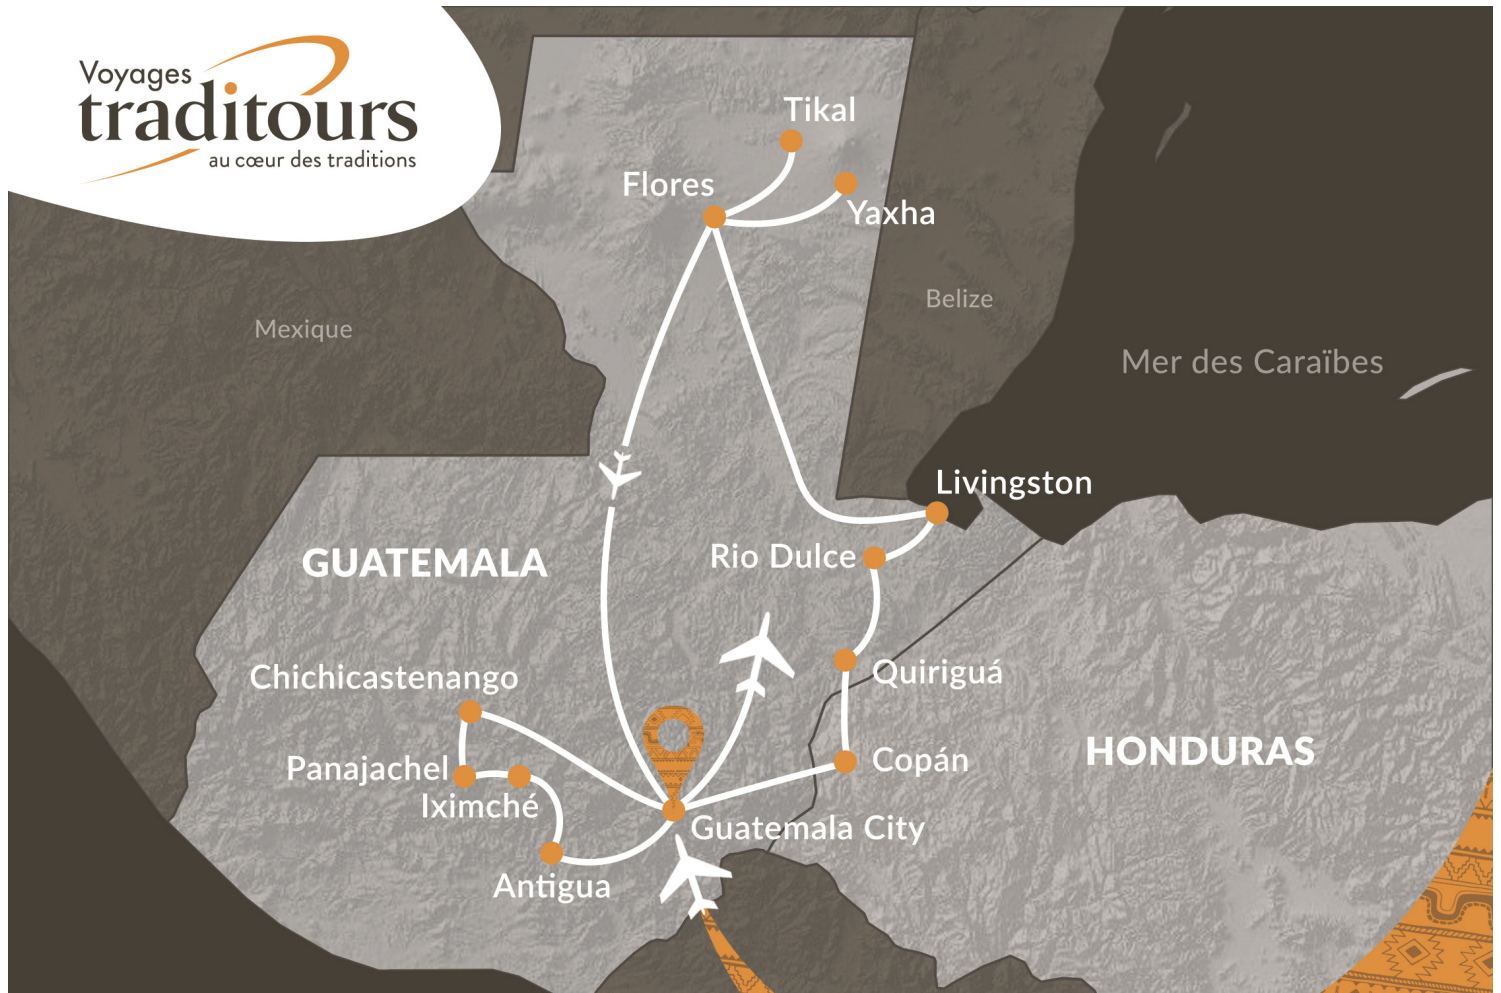 Voyages
traditours
au cœur des traditions
Tikal
Flores
Yaxha
Belize
Mexique
Mer des Caraïbes
Livingston
Rio Dulce
GUATEMALA
Quiriguá
Chichicastenango
HONDURAS
Copán
Panajachel
Iximché
Guatemala City
Antigua